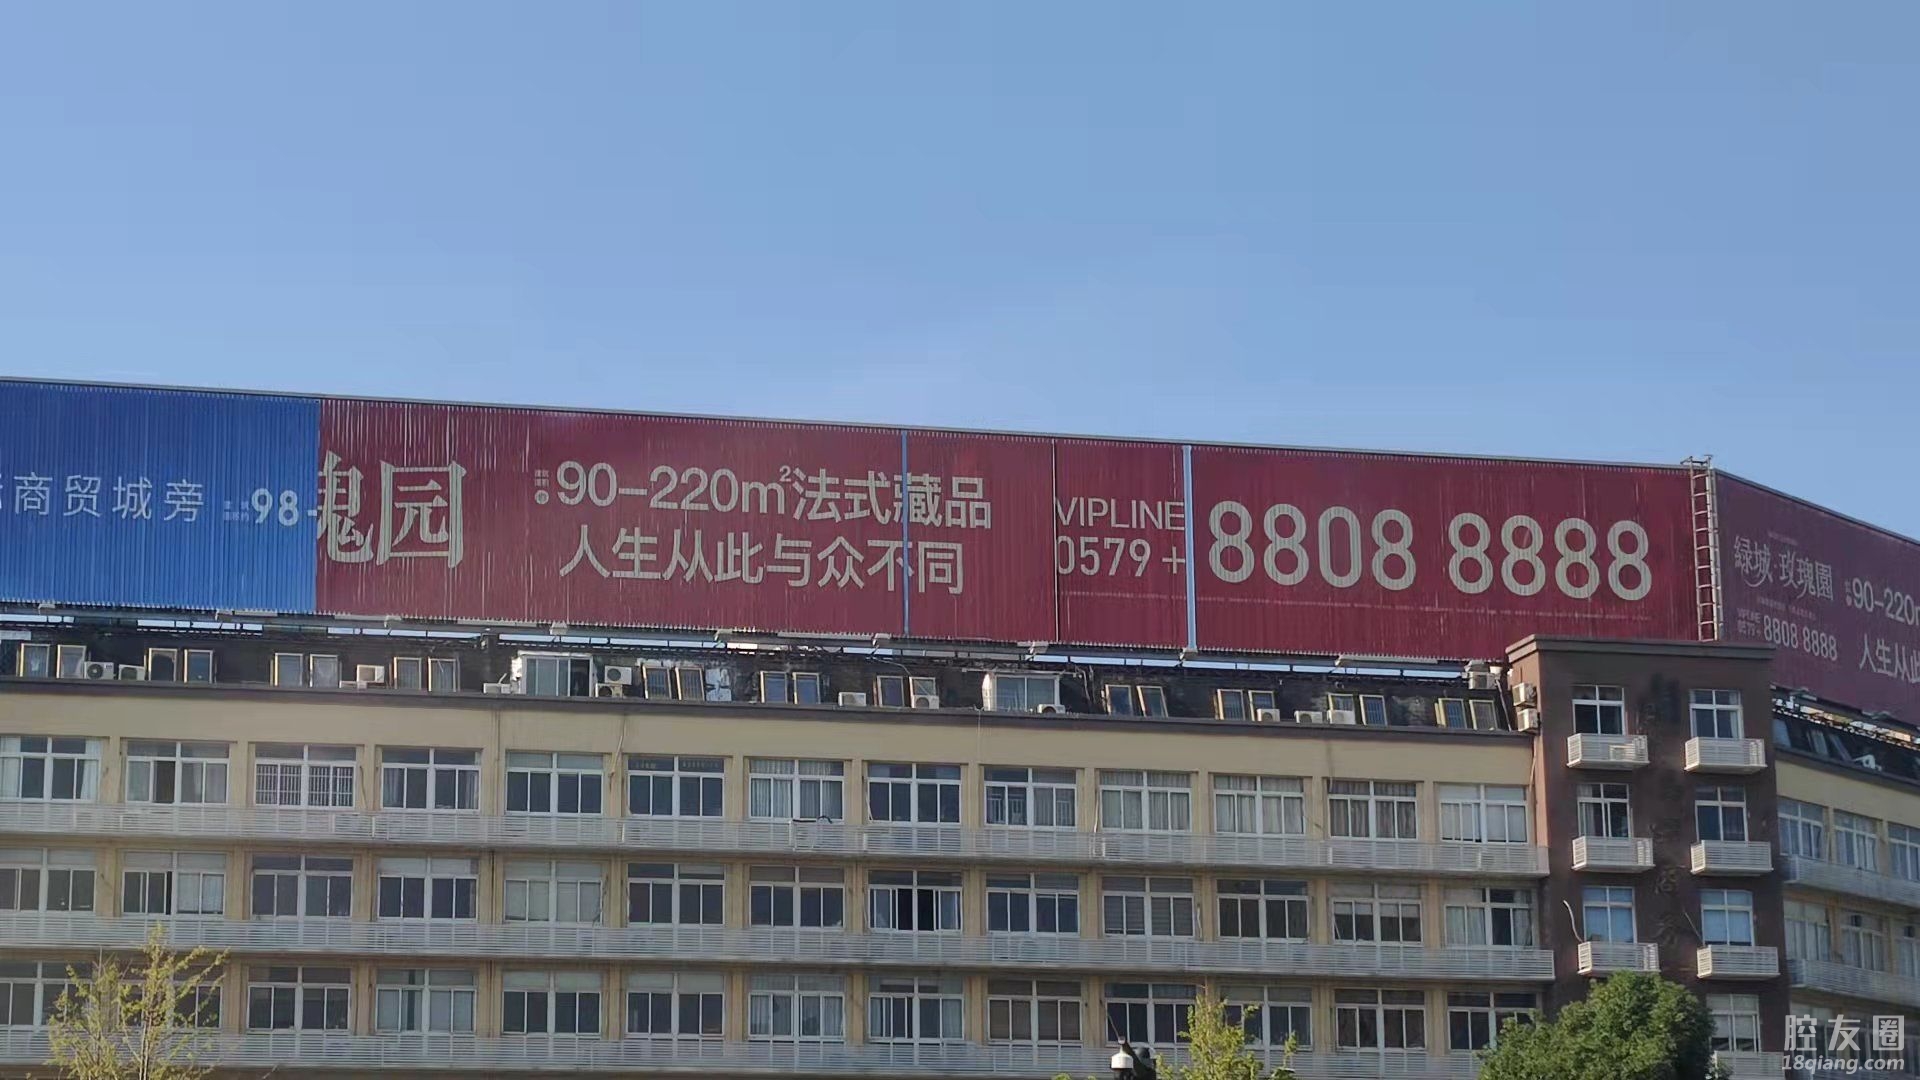 商贸城旁
98-
瑰园
90-220m²法式藏品
人生从此与众不同
VIPLINE
0579+
8808 8888
绿城·玫瑰園
VIPLINE
0579+
8808 8888
90-220m
人生从此
腔友圈
18qiang.com